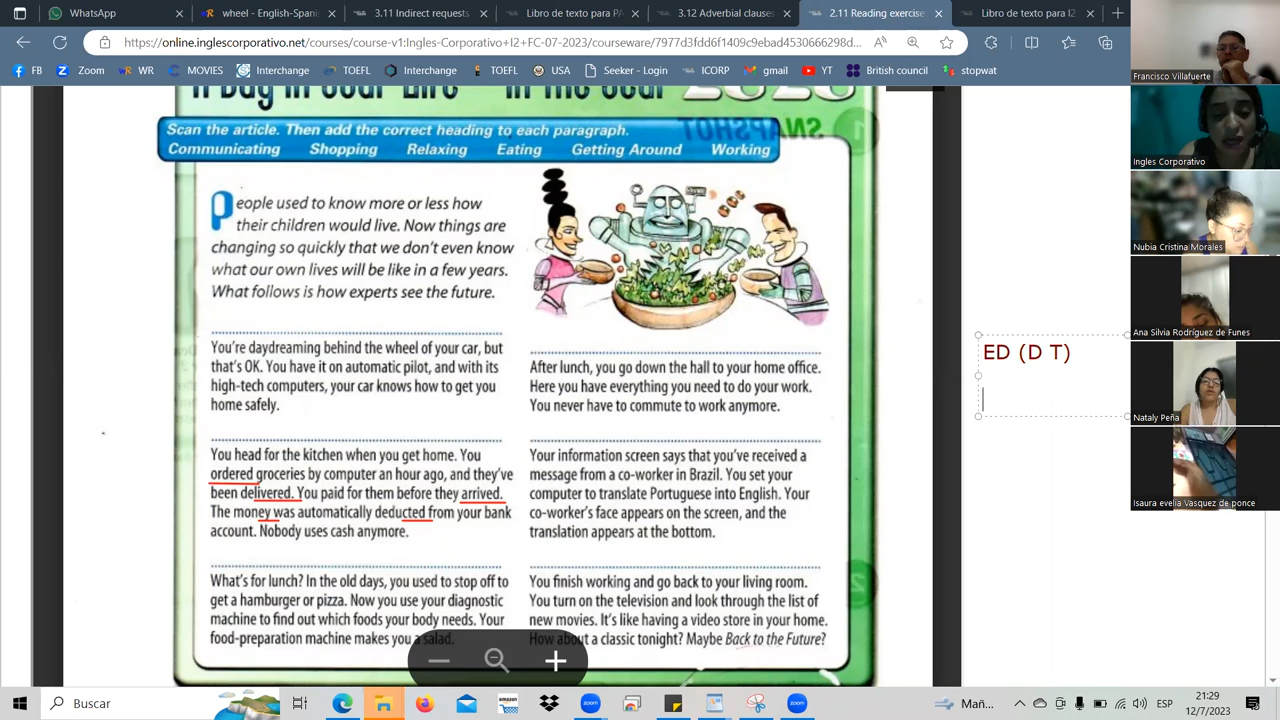 WhatsApp
wheel - English-Spani
3.11 Indirect requests
Libro de texto para PA
3.12 Adverbial clauses
2.11 Reading exercise
Libro de texto para I2
https://online.inglescorporativo.net/courses/course-v1:Ingles-Corporativo+I2+FC-07-2023/courseware/7977d3fdd6f1409c9ebad4530666298d...
FB
Zoom
WR
MOVIES
Interchange
TOEFL
Interchange
TOEFL
USA
Seeker - Login
ICORP
gmail
YT
British council
stopwat
A Day in Your Life – In the Year 2020
SNAPSHOT
Scan the article. Then add the correct heading to each paragraph.
Communicating Shopping Relaxing Eating Getting Around Working
People used to know more or less how
their children would live. Now things are
changing so quickly that we don't even know
what our own lives will be like in a few years.
What follows is how experts see the future.
You're daydreaming behind the wheel of your car, but
that's OK. You have it on automatic pilot, and with its
high-tech computers, your car knows how to get you
home safely.
You head for the kitchen when you get home. You
ordered groceries by computer an hour ago, and they've
been delivered. You paid for them before they arrived.
The money was automatically deducted from your bank
account. Nobody uses cash anymore.
What's for lunch? In the old days, you used to stop off to
get a hamburger or pizza. Now you use your diagnostic
machine to find out which foods your body needs. Your
food-preparation machine makes you a salad.
After lunch, you go down the hall to your home office.
Here you have everything you need to do your work.
You never have to commute to work anymore.
Your information screen says that you've received a
message from a co-worker in Brazil. You set your
computer to translate Portuguese into English. Your
co-worker's face appears on the screen, and the
translation appears at the bottom.
You finish working and go back to your living room.
You turn on the television and look through the list of
new movies. It's like having a video store in your home.
How about a classic tonight? Maybe Back to the Future?
ED (D T)
Francisco Villafuerte
Ingles Corporativo
Nubia Cristina Morales
Ana Silvia Rodríguez de Funes
Nataly Peña
Isaura evelia Vasquez de ponce
Buscar
Mañ...
ESP
21:29
12/7/2023